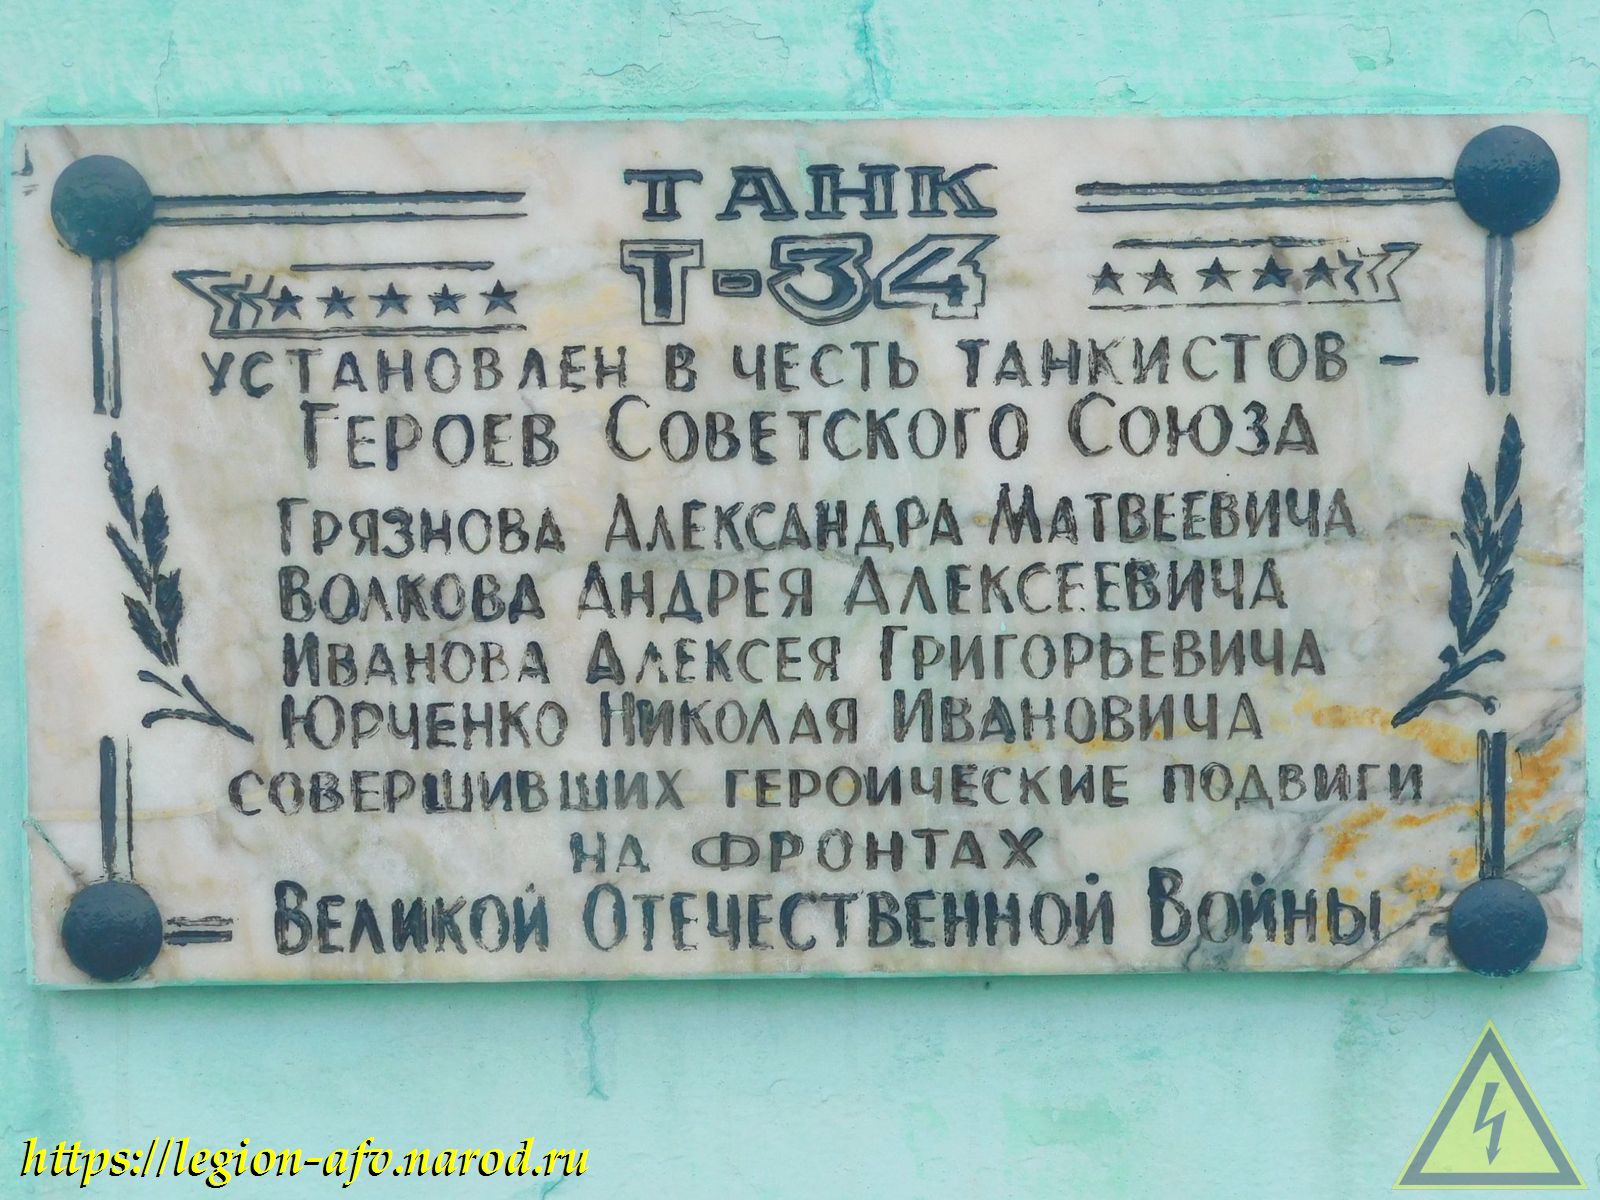 ТАНК
Т-34
УСТАНОВЛЕН В ЧЕСТЬ ТАНКИСТОВ –
ГЕРОЕВ СОВЕТСКОГО СОЮЗА
ГРЯЗНОВА АЛЕКСАНДРА МАТВЕЕВИЧА
ВОЛКОВА АНДРЕЯ АЛЕКСЕЕВИЧА
ИВАНОВА АЛЕКСЕЯ ГРИГОРЬЕВИЧА
ЮРЧЕНКО НИКОЛАЯ ИВАНОВИЧА
СОВЕРШИВШИХ ГЕРОИЧЕСКИЕ ПОДВИГИ
НА ФРОНТАХ
ВЕЛИКОЙ ОТЕЧЕСТВЕННОЙ ВОЙНЫ
https://legion-afv.narod.ru